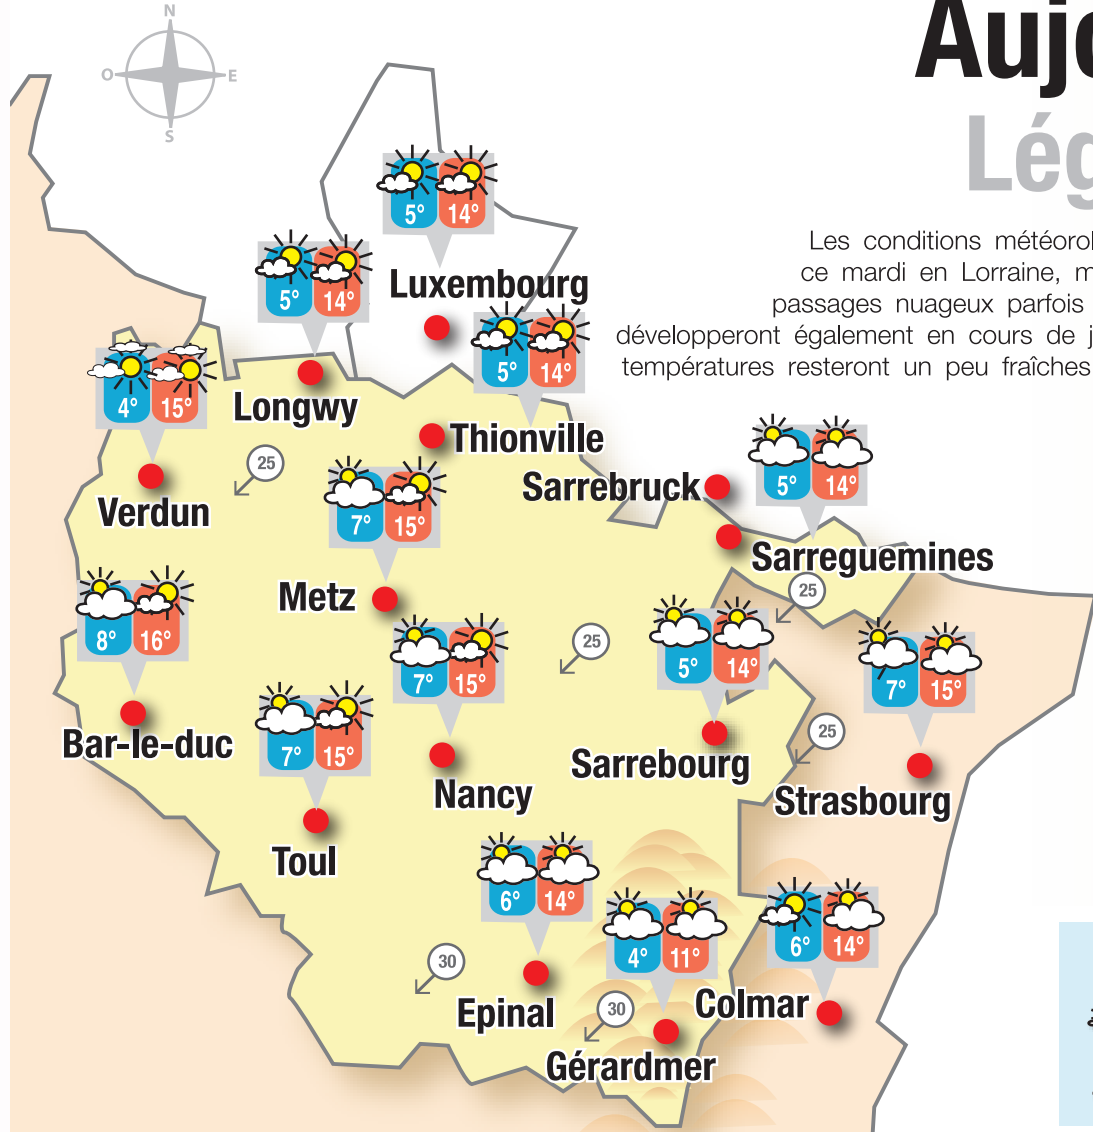 N
O
E
S
Aujo
Lég
Les conditions météorol
ce mardi en Lorraine, m
passages nuageux parfois
développeront également en cours de j
températures resteront un peu fraîches
5° 14°
Luxembourg
5° 14°
Longwy
5° 14°
Thionville
4° 15°
Verdun
25
7° 15°
Metz
Sarrebruck
5° 14°
Sarreguemines
25
8° 16°
Bar-le-duc
7° 15°
Nancy
25
5° 14°
Sarrebourg
7° 15°
Strasbourg
25
7° 15°
Toul
6° 14°
Epinal
30
4° 11°
Gérardmer
30
6° 14°
Colmar